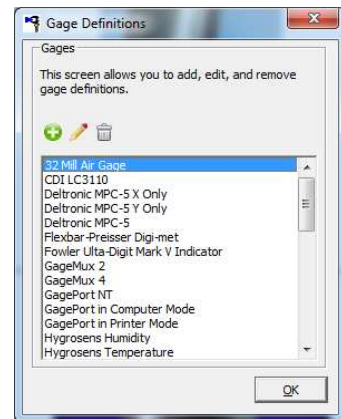 Gage Definitions
Gages
This screen allows you to add, edit, and remove
gage definitions.
32 Mill Air Gage
CDI LC3110
Deltronic MPC-5 X Only
Deltronic MPC-5 Y Only
Deltronic MPC-5
Flexbar-Preisser Digi-met
Fowler Ulta-Digit Mark V Indicator
GageMux 2
GageMux 4
GagePort NT
GagePort in Computer Mode
GagePort in Printer Mode
Hygrosens Humidity
Hygrosens Temperature
OK